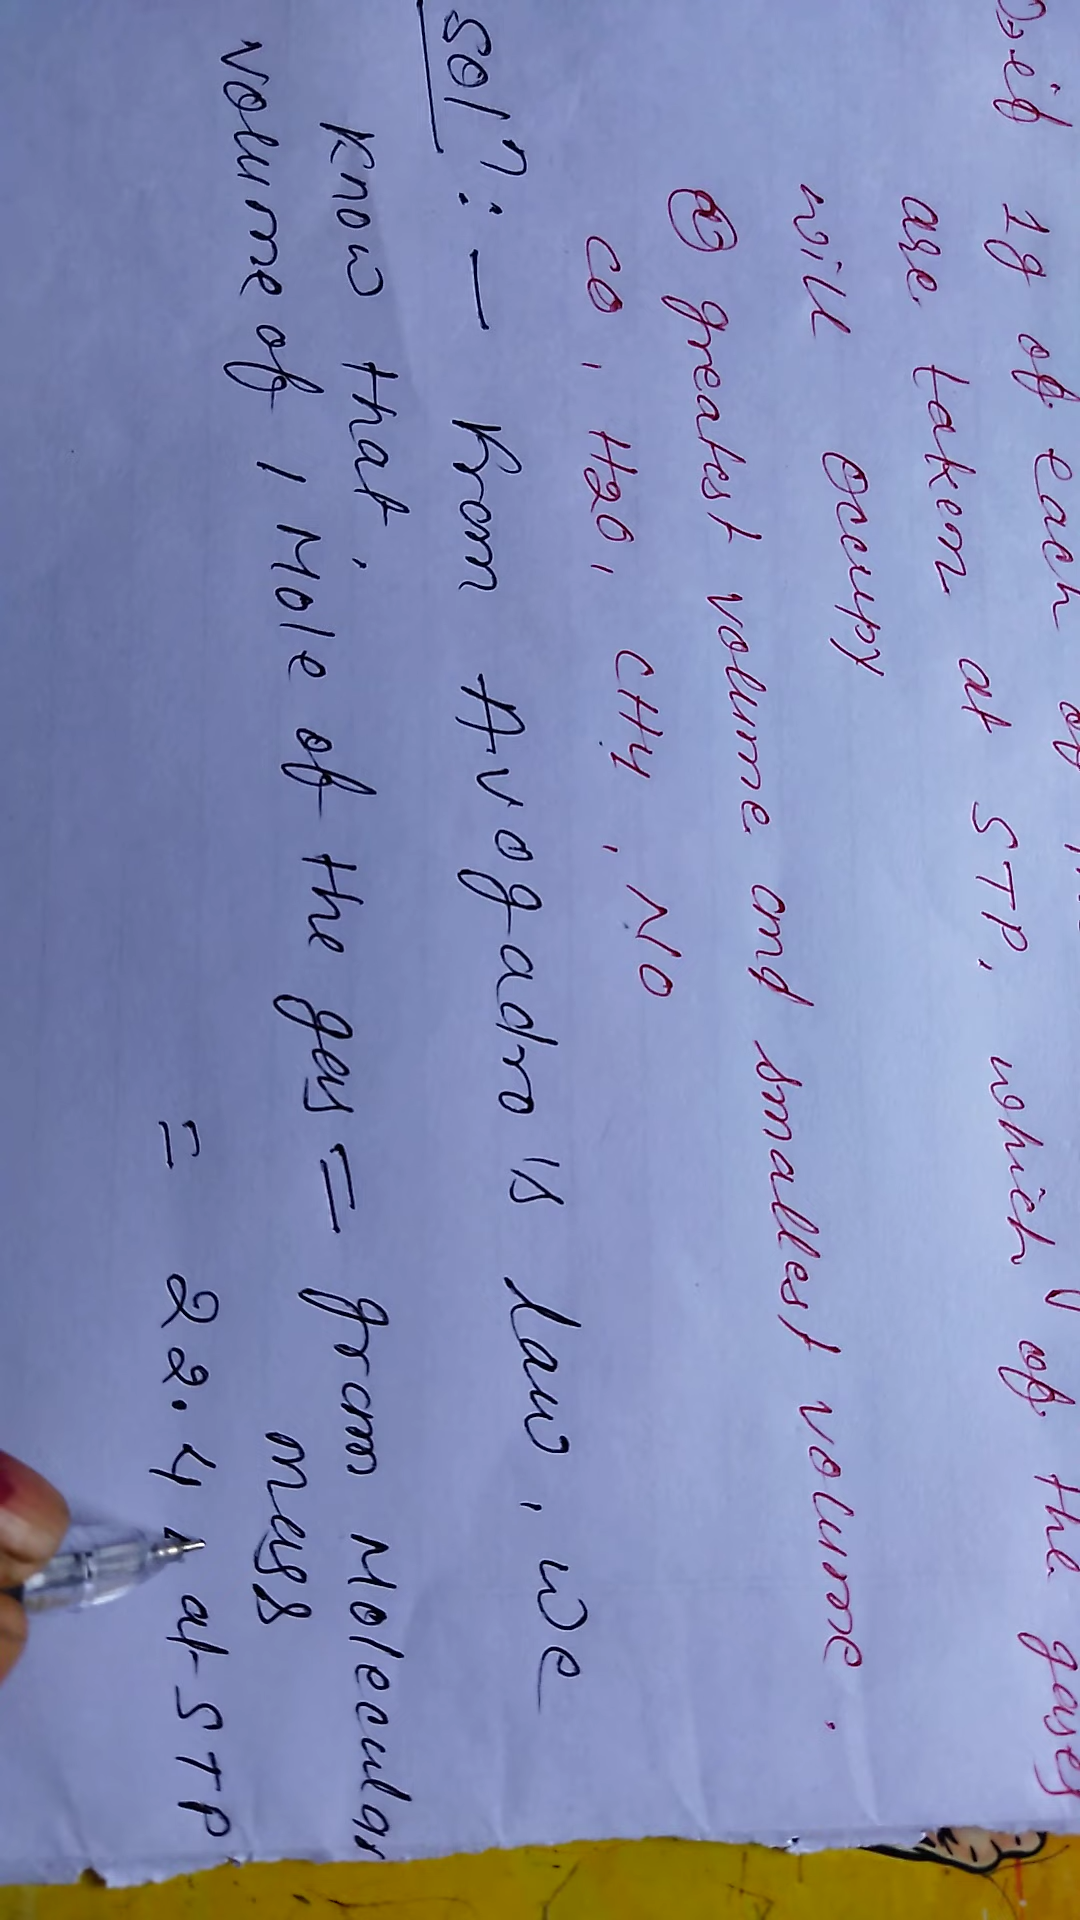 if 1g of each of the gases
are taken at STP, which of
will occupy
(a) greatest volume and smallest volume.
CO, H2O, CH4, NO
Sol?:- From Avogadro's Law, we
know that,
volume of 1 Mole of the gas = gram Molecular
mass
= 22.4 at STP